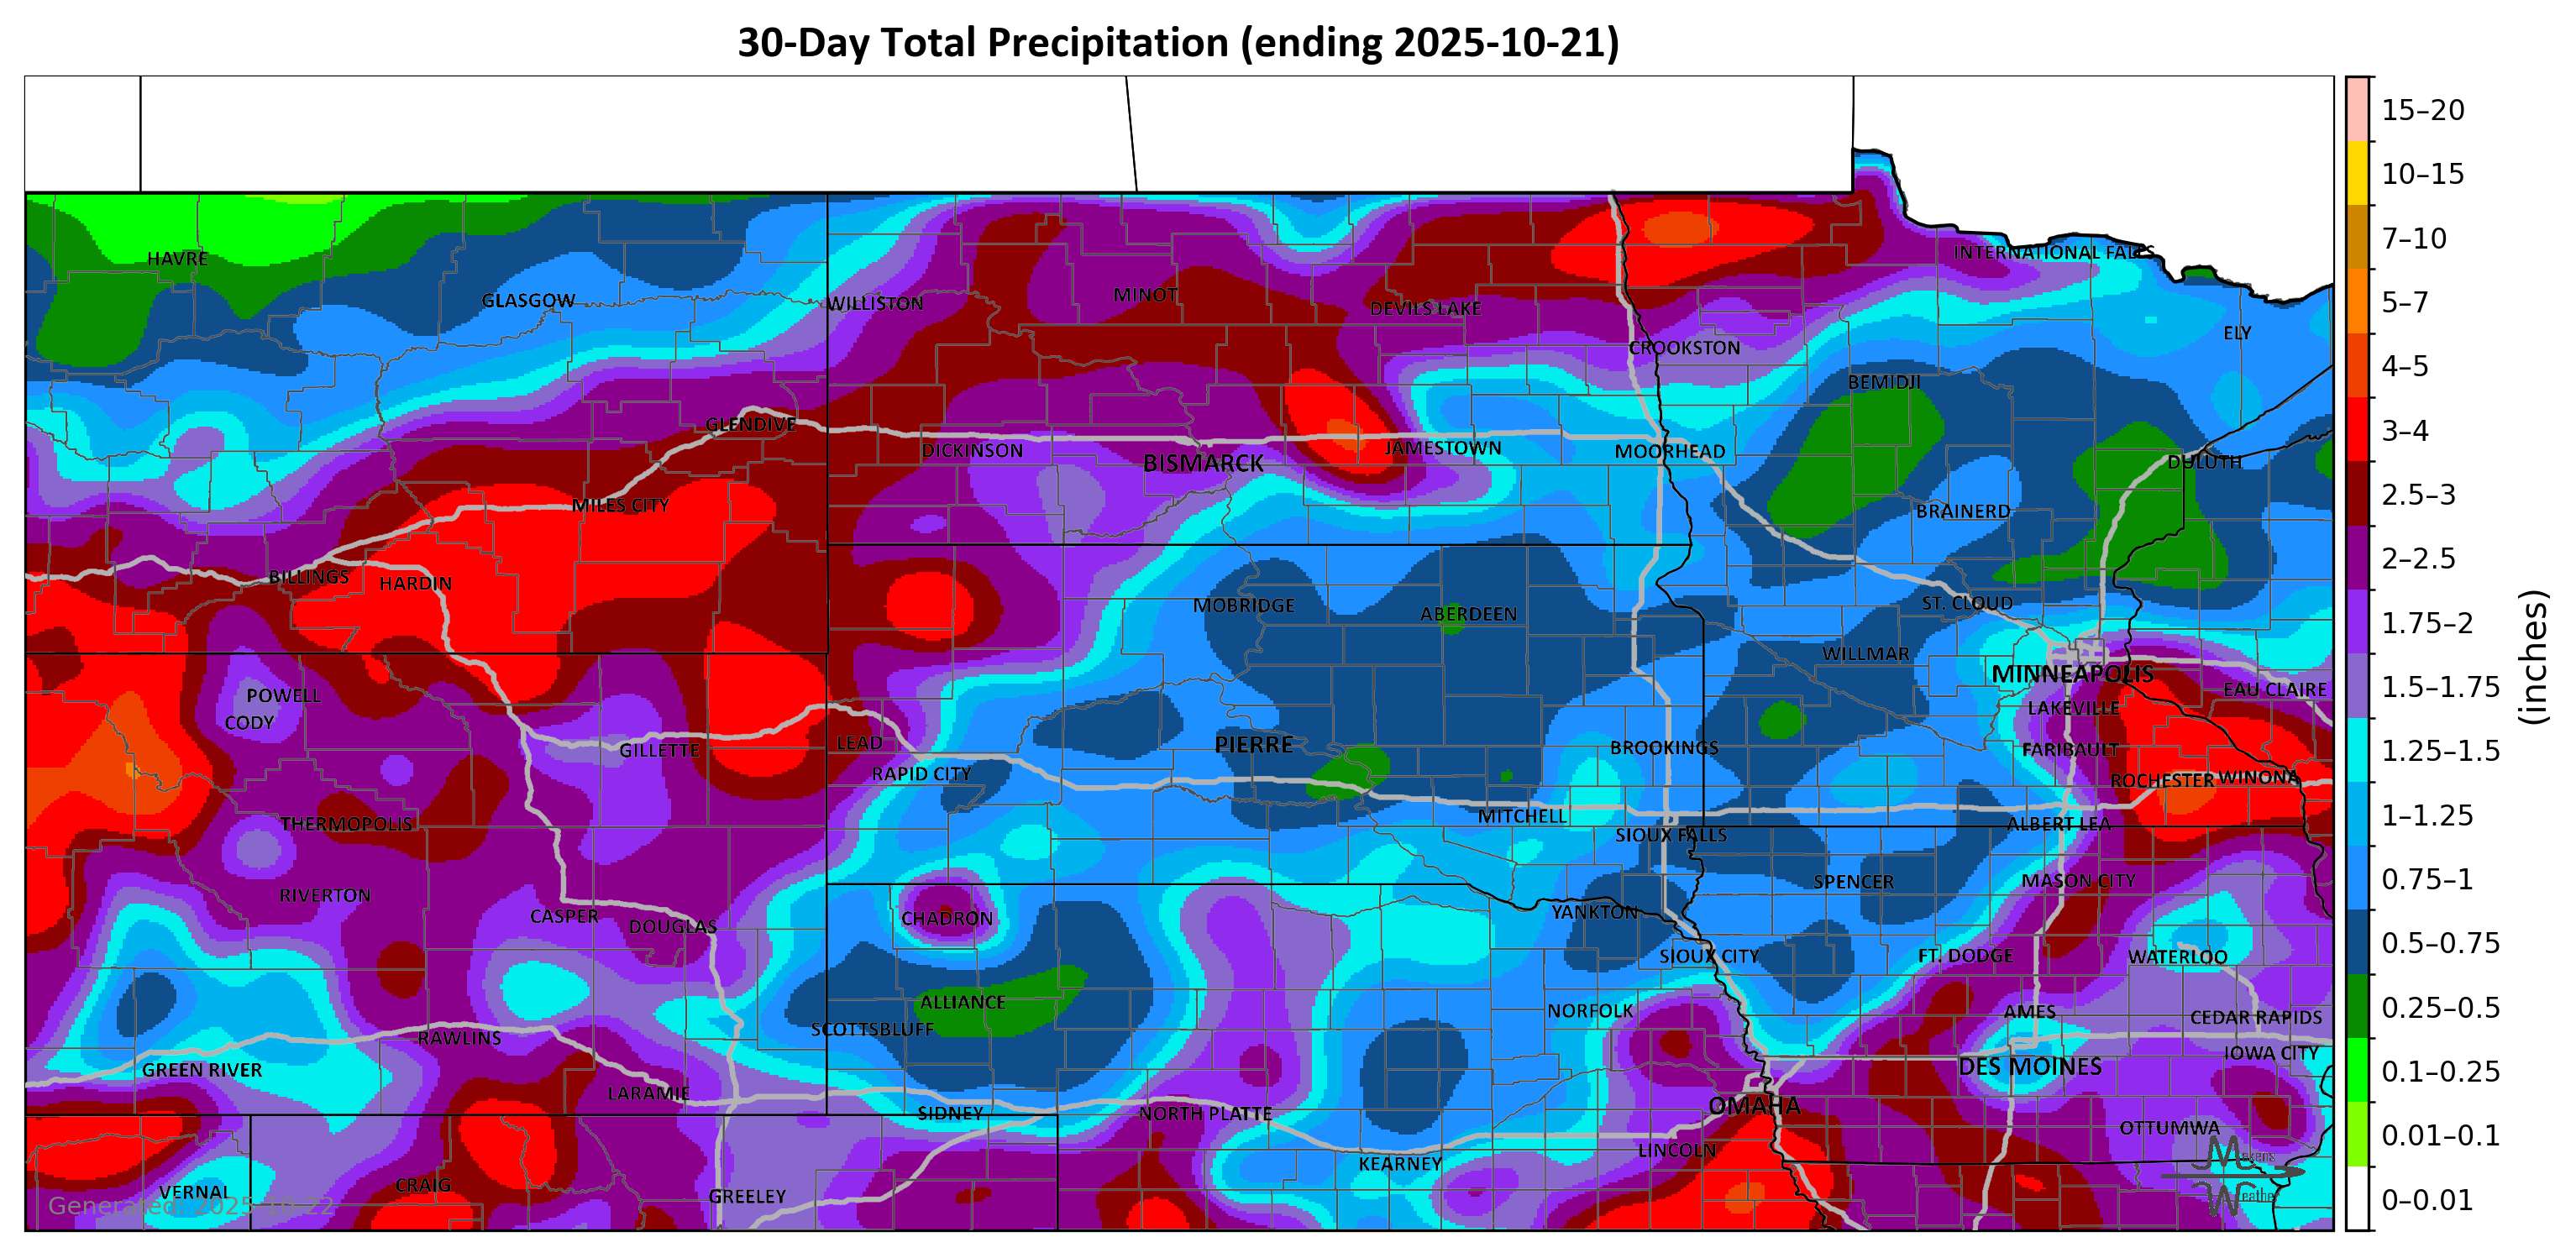 30-Day Total Precipitation (ending 2025-10-21)
15–20
10–15
7–10
5–7
4–5
3–4
2.5–3
2–2.5
1.75–2
1.5–1.75
1.25–1.5
1–1.25
0.75–1
0.5–0.75
0.25–0.5
0.1–0.25
0.01–0.1
0–0.01
(inches)
HAVRE
GLASGOW
WILLISTON
MINOT
DEVILS LAKE
INTERNATIONAL FALLS
ELY
CROOKSTON
BEMIDJI
GLENDIVE
DICKINSON
BISMARCK
JAMESTOWN
MOORHEAD
DULUTH
MILES CITY
BRAINERD
BILLINGS
HARDIN
MOBRIDGE
ABERDEEN
ST. CLOUD
WILLMAR
MINNEAPOLIS
POWELL
CODY
EAU CLAIRE
LAKEVILLE
GILLETTE
LEAD
PIERRE
BROOKINGS
FARIBAULT
RAPID CITY
ROCHESTER
WINONA
THERMOPOLIS
MITCHELL
SIOUX FALLS
ALBERT LEA
RIVERTON
SPENCER
MASON CITY
CASPER
DOUGLAS
CHADRON
YANKTON
SIOUX CITY
FT. DODGE
WATERLOO
ALLIANCE
SCOTTSBLUFF
NORFOLK
AMES
CEDAR RAPIDS
RAWLINS
GREEN RIVER
DES MOINES
IOWA CITY
LARAMIE
SIDNEY
NORTH PLATTE
OMAHA
OTTUMWA
LINCOLN
KEARNEY
VERNAL
CRAIG
GREELEY
Generated: 2025-10-22
Makens
Weather